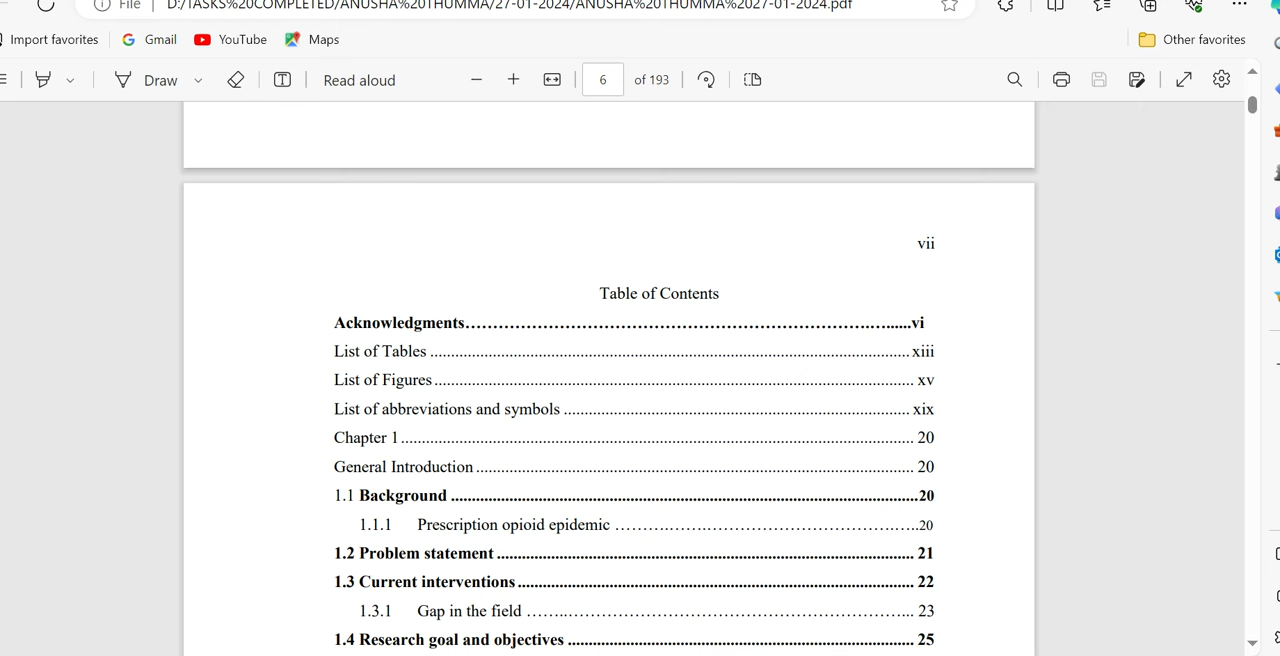 File D:/TASKS%20COMPLETED/ANUSHA%20THUMMA/27-01-2024/ANUSHA%20THUMMA%2027-01-2024.pdf
Import favorites Gmail YouTube Maps Other favorites
Draw Read aloud 6 of 193
vii
Table of Contents
Acknowledgments……………………………………………………………….…......vi
List of Tables ........................................................................................................ xiii
List of Figures ....................................................................................................... xv
List of abbreviations and symbols ........................................................................... xix
Chapter 1 ............................................................................................................. 20
General Introduction .............................................................................................. 20
1.1 Background ..................................................................................................... 20
1.1.1 Prescription opioid epidemic ……………………………………………….20
1.2 Problem statement .......................................................................................... 21
1.3 Current interventions ...................................................................................... 22
1.3.1 Gap in the field ……………………………………………………………….. 23
1.4 Research goal and objectives ........................................................................... 25